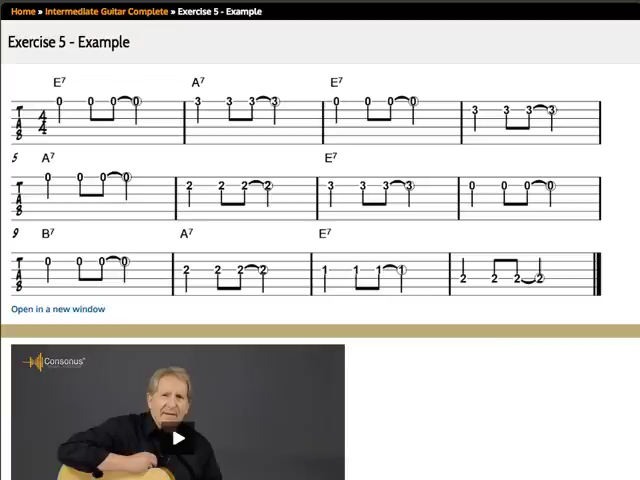 Home » Intermediate Guitar Complete » Exercise 5 - Example
Exercise 5 - Example
E7 A7 E7
T A B 4 4 0 0 0 0 3 3 3 3 0 0 0 0 3 3 3 3
5 A7 E7
T A B 0 0 0 0 2 2 2 2 3 3 3 3 0 0 0 0
9 B7 A7 E7
T A B 0 0 0 0 2 2 2 2 1 1 1 1 2 2 2 2
Open in a new window
Consonus